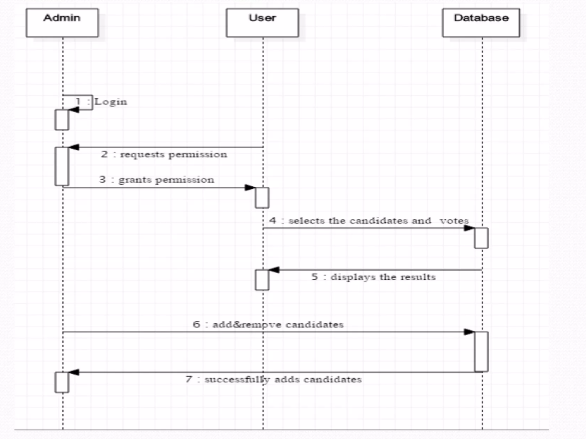 Admin
User
Database
1 : Login
2 : requests permission
3 : grants permission
4 : selects the candidates and votes
5 : displays the results
6 : add&remove candidates
7 : successfully adds candidates